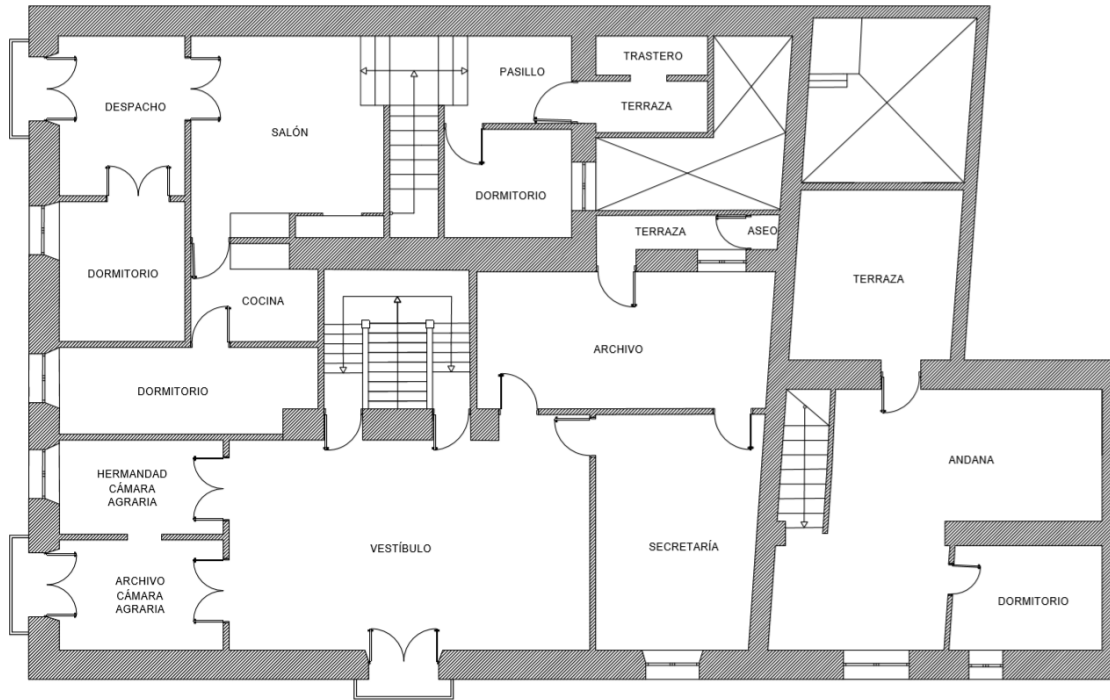 TRASTERO
PASILLO
DESPACHO
TERRAZA
SALÓN
DORMITORIO
TERRAZA
ASEO
DORMITORIO
TERRAZA
COCINA
ARCHIVO
DORMITORIO
ANDANA
HERMANDAD
CÁMARA
AGRARIA
VESTÍBULO
SECRETARÍA
ARCHIVO
CÁMARA
AGRARIA
DORMITORIO